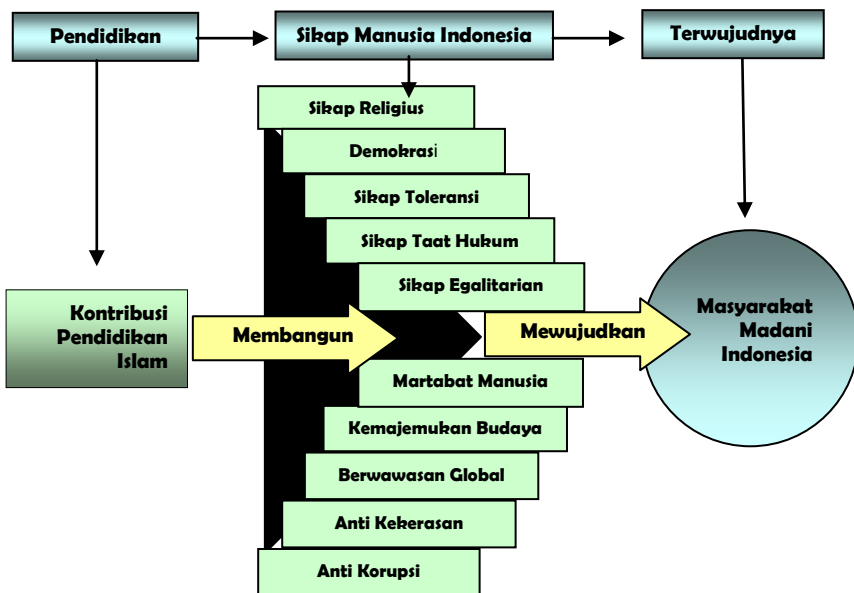 Pendidikan
Sikap Manusia Indonesia
Terwujudnya
Sikap Religius
Demokrasi
Sikap Toleransi
Sikap Taat Hukum
Sikap Egalitarian
Kontribusi
Pendidikan
Islam
Membangun
Mewujudkan
Masyarakat
Madani
Indonesia
Martabat Manusia
Kemajemukan Budaya
Berwawasan Global
Anti Kekerasan
Anti Korupsi